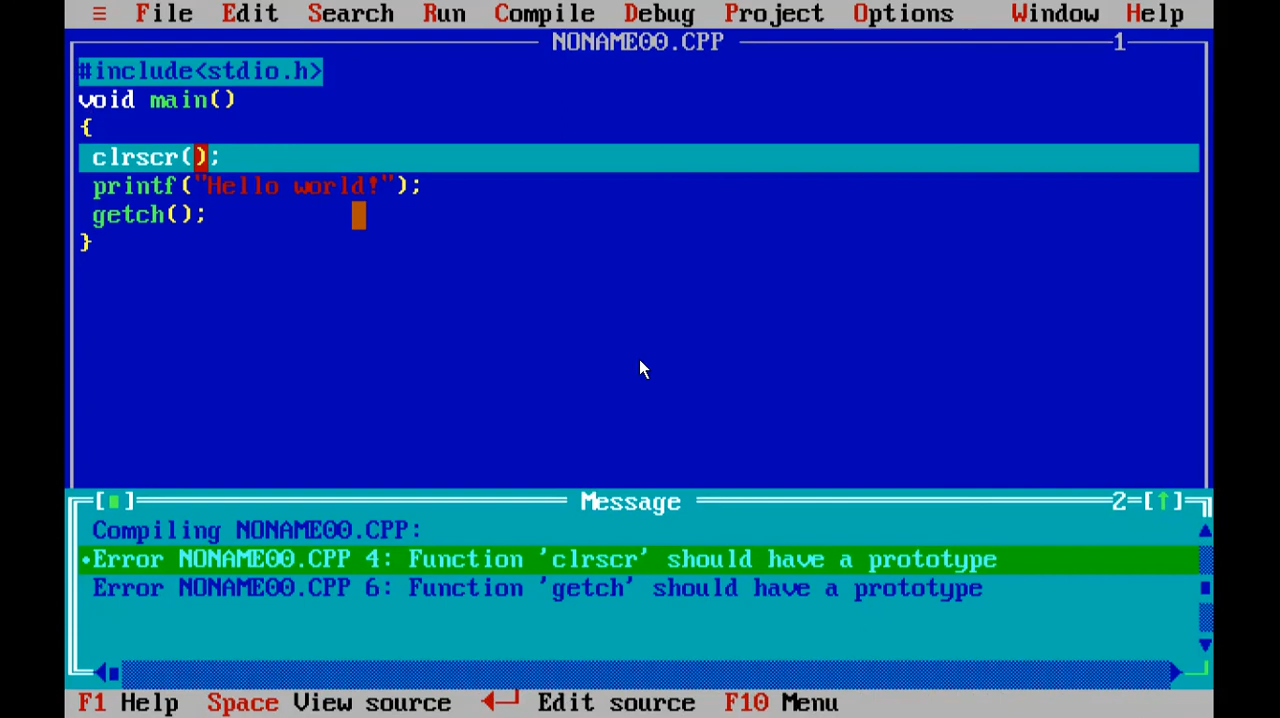 ≡ File Edit Search Run Compile Debug Project Options Window Help
NONAME00.CPP 1
#include<stdio.h>
void main()
{
clrscr();
printf("Hello world!");
getch();
}
[■] Message 2=[↑]
Compiling NONAME00.CPP:
•Error NONAME00.CPP 4: Function 'clrscr' should have a prototype
Error NONAME00.CPP 6: Function 'getch' should have a prototype
F1 Help Space View source ◄─┘ Edit source F10 Menu